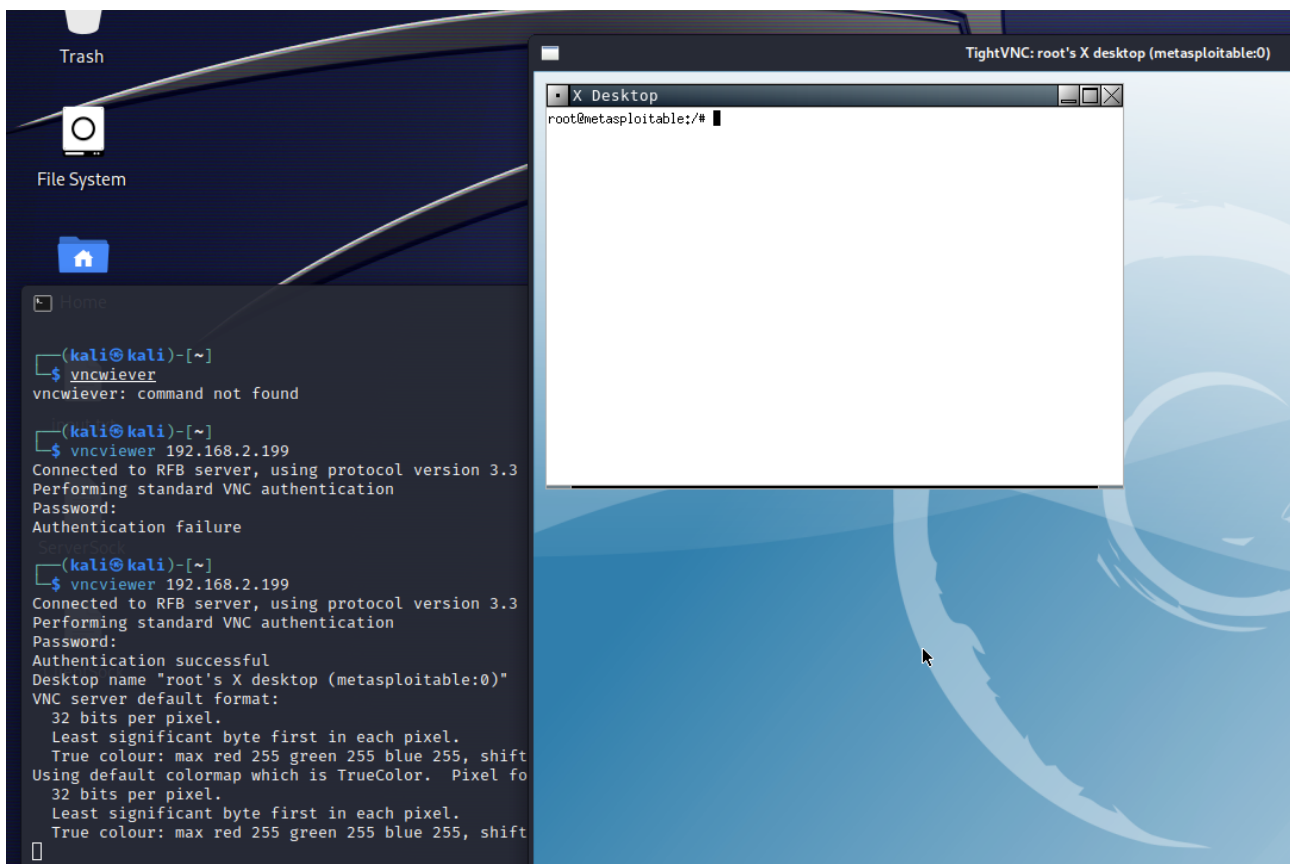 Trash
File System
Home
TightVNC: root's X desktop (metasploitable:0)
X Desktop
root@metasploitable:/#
(kali㉿kali)-[~]
$ vncwiever
vncwiever: command not found
(kali㉿kali)-[~]
$ vncviewer 192.168.2.199
Connected to RFB server, using protocol version 3.3
Performing standard VNC authentication
Password:
Authentication failure
ServerSock
(kali㉿kali)-[~]
$ vncviewer 192.168.2.199
Connected to RFB server, using protocol version 3.3
Performing standard VNC authentication
Password:
Authentication successful
Desktop name "root's X desktop (metasploitable:0)"
VNC server default format:
32 bits per pixel.
Least significant byte first in each pixel.
True colour: max red 255 green 255 blue 255, shift
Using default colormap which is TrueColor. Pixel fo
32 bits per pixel.
Least significant byte first in each pixel.
True colour: max red 255 green 255 blue 255, shift